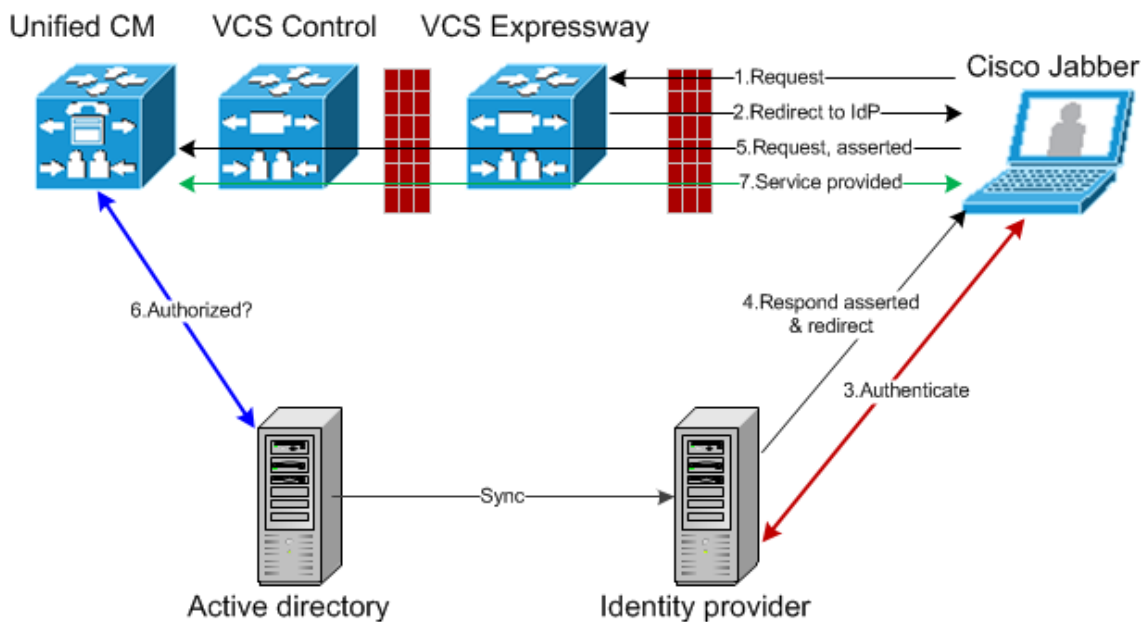 Unified CM
VCS Control
VCS Expressway
Cisco Jabber
1.Request
2.Redirect to IdP
5.Request, asserted
7.Service provided
6.Authorized?
4.Respond asserted
& redirect
3.Authenticate
Sync
Active directory
Identity provider